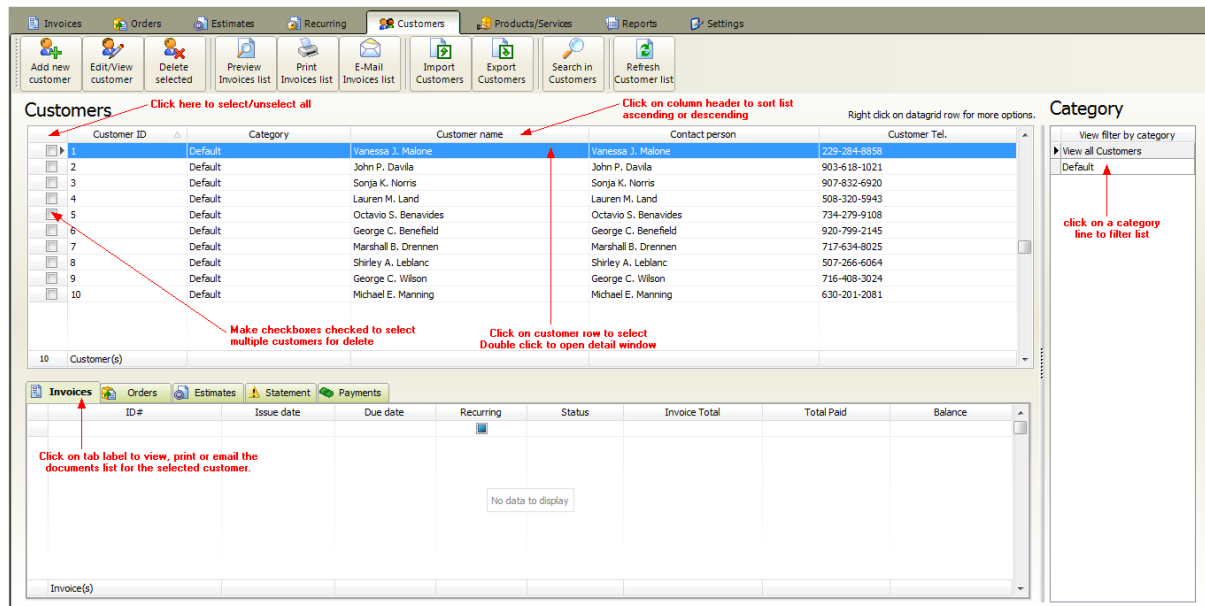 Invoices Orders Estimates Recurring Customers Products/Services Reports Settings
Add new customer
Edit/View customer
Delete selected
Preview Invoices list
Print Invoices list
E-Mail Invoices list
Import Customers
Export Customers
Search in Customers
Refresh Customer list
Customers
Click here to select/unselect all
Click on column header to sort list
ascending or descending
Right click on datagrid row for more options.
Customer ID Category Customer name Contact person Customer Tel.
1 Default Vanessa J. Malone Vanessa J. Malone 229-284-8858
2 Default John P. Davila John P. Davila 903-618-1021
3 Default Sonja K. Norris Sonja K. Norris 907-832-6920
4 Default Lauren M. Land Lauren M. Land 508-320-5943
5 Default Octavio S. Benavides Octavio S. Benavides 734-279-9108
6 Default George C. Benefield George C. Benefield 920-799-2145
7 Default Marshall B. Drennen Marshall B. Drennen 717-634-8025
8 Default Shirley A. Leblanc Shirley A. Leblanc 507-266-6064
9 Default George C. Wilson George C. Wilson 716-408-3024
10 Default Michael E. Manning Michael E. Manning 630-201-2081
Make checkboxes checked to select
multiple customers for delete
Click on customer row to select
Double click to open detail window
10 Customer(s)
Category
View filter by category
View all Customers
Default
click on a category
line to filter list
Invoices Orders Estimates Statement Payments
ID# Issue date Due date Recurring Status Invoice Total Total Paid Balance
Click on tab label to view, print or email the
documents list for the selected customer.
No data to display
Invoice(s)